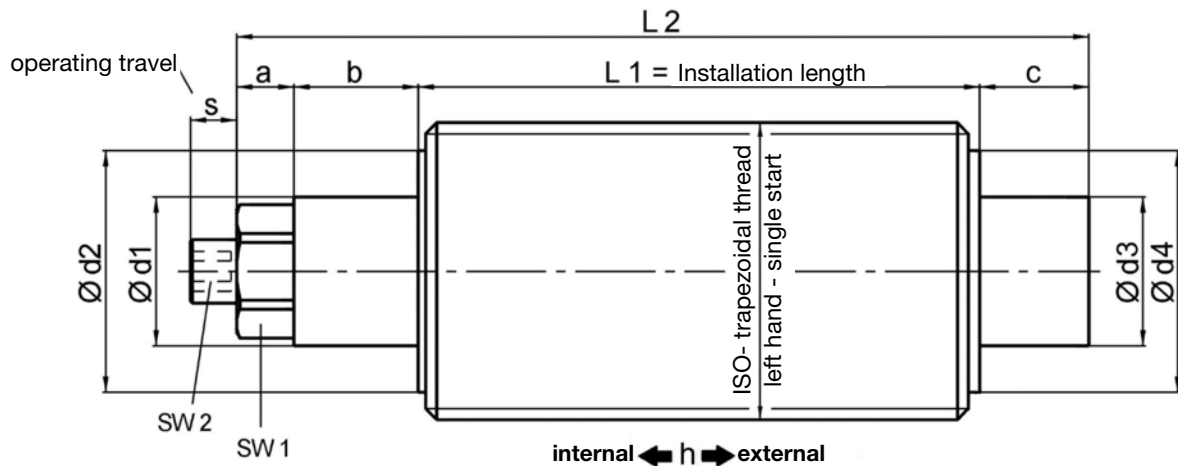 L 2
operating travel
a
b
L 1 = Installation length
c
s
Ø d2
Ø d1
ISO- trapezoidal thread
left hand - single start
Ø d3
Ø d4
SW 2
SW 1
internal h external